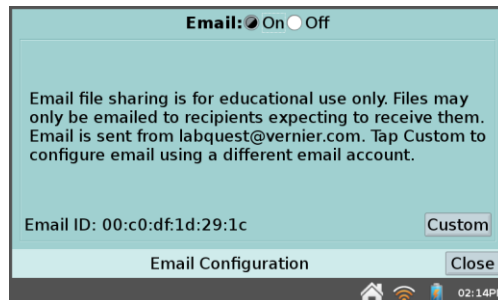 Email: On Off
Email file sharing is for educational use only. Files may
only be emailed to recipients expecting to receive them.
Email is sent from labquest@vernier.com. Tap Custom to
configure email using a different email account.
Email ID: 00:c0:df:1d:29:1c Custom
Email Configuration Close
02:14P